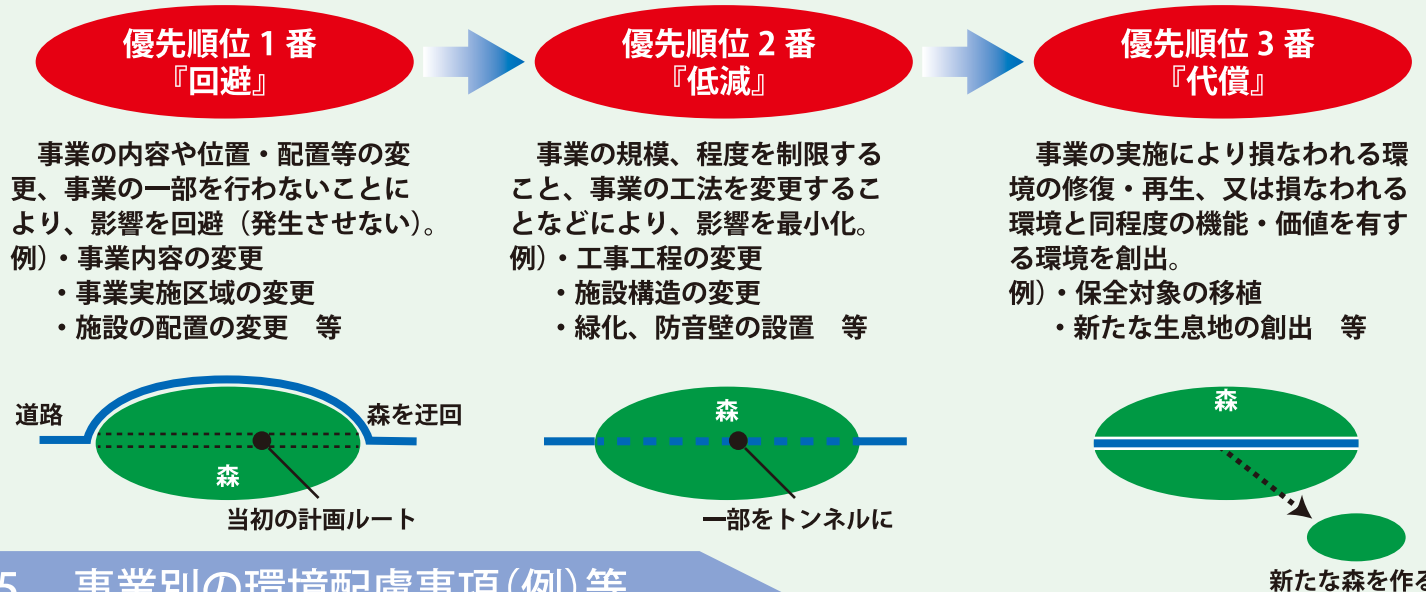 優先順位 1 番
『回避』
事業の内容や位置・配置等の変
更、事業の一部を行わないことに
より、影響を回避（発生させない）。
例）・事業内容の変更
・事業実施区域の変更
・施設の配置の変更　等
道路
森を迂回
森
当初の計画ルート
優先順位 2 番
『低減』
事業の規模、程度を制限する
こと、事業の工法を変更するこ
となどにより、影響を最小化。
例）・工事工程の変更
・施設構造の変更
・緑化、防音壁の設置　等
森
一部をトンネルに
優先順位 3 番
『代償』
事業の実施により損なわれる環
境の修復・再生、又は損なわれる
環境と同程度の機能・価値を有す
る環境を創出。
例）・保全対象の移植
・新たな生息地の創出　等
森
新たな森を作る
5　事業別の環境配慮事項（例）等